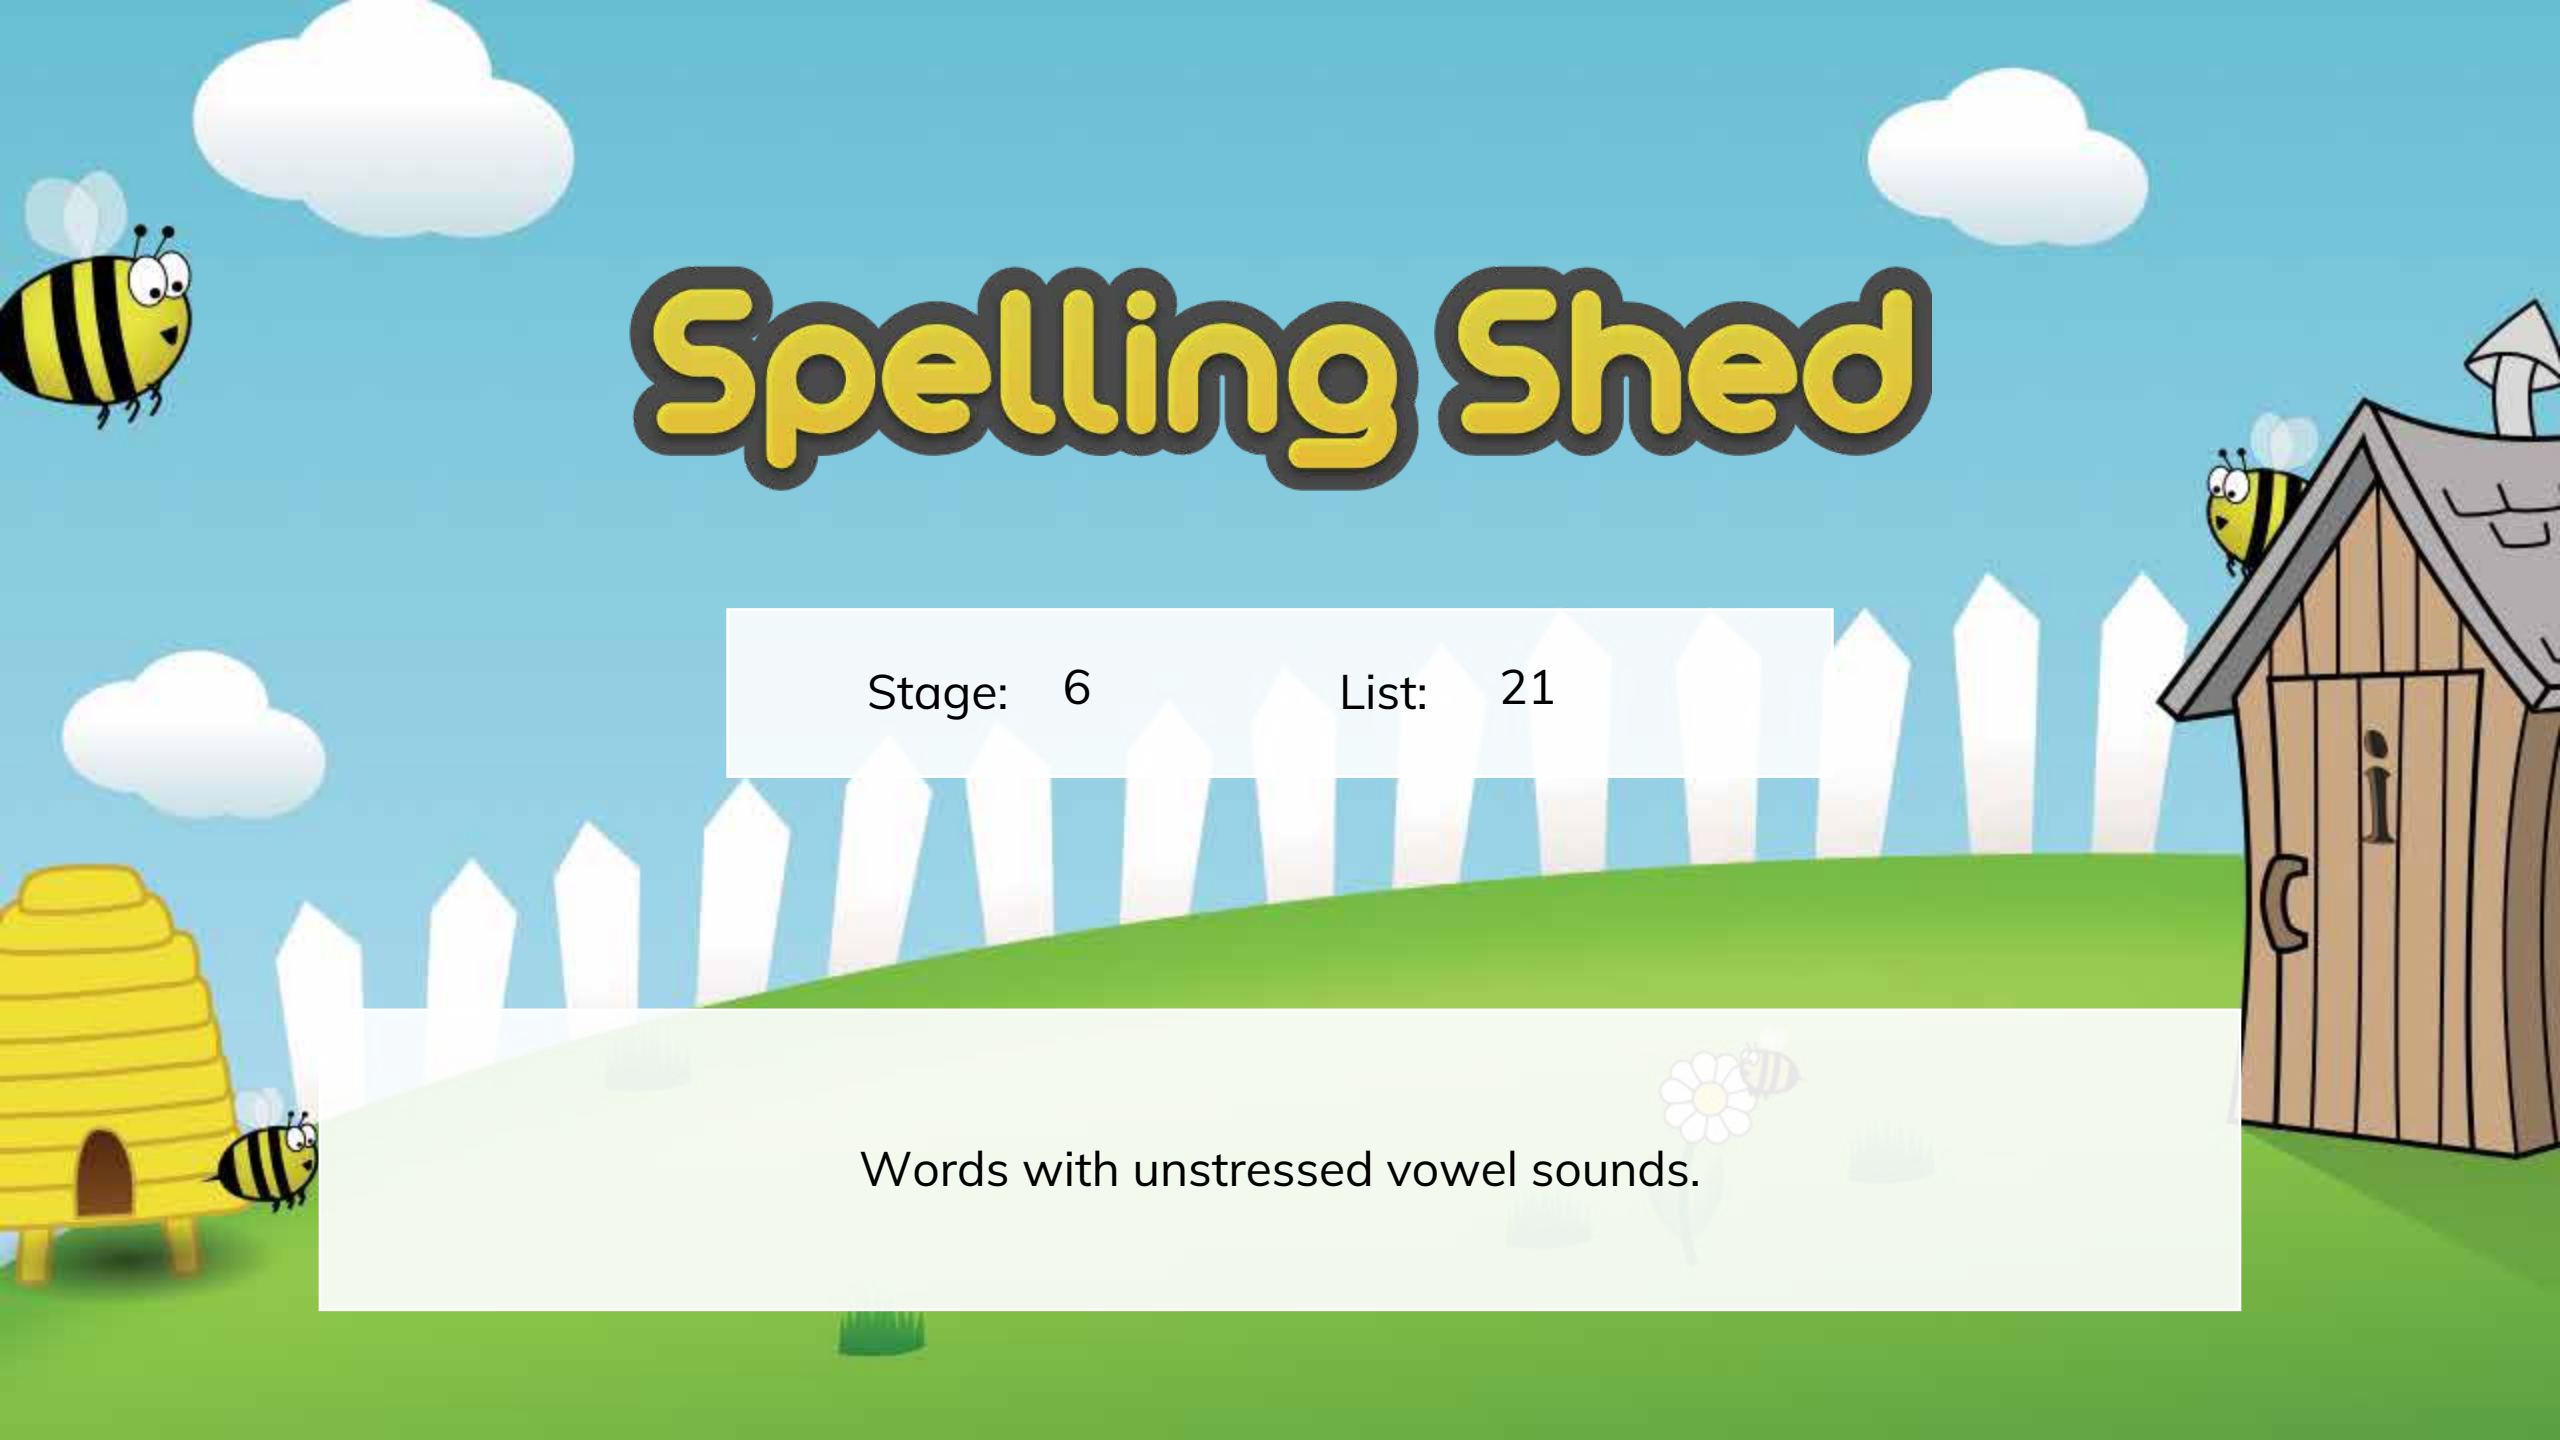 Spelling Shed
Stage: 6 List: 21
i
Words with unstressed vowel sounds.